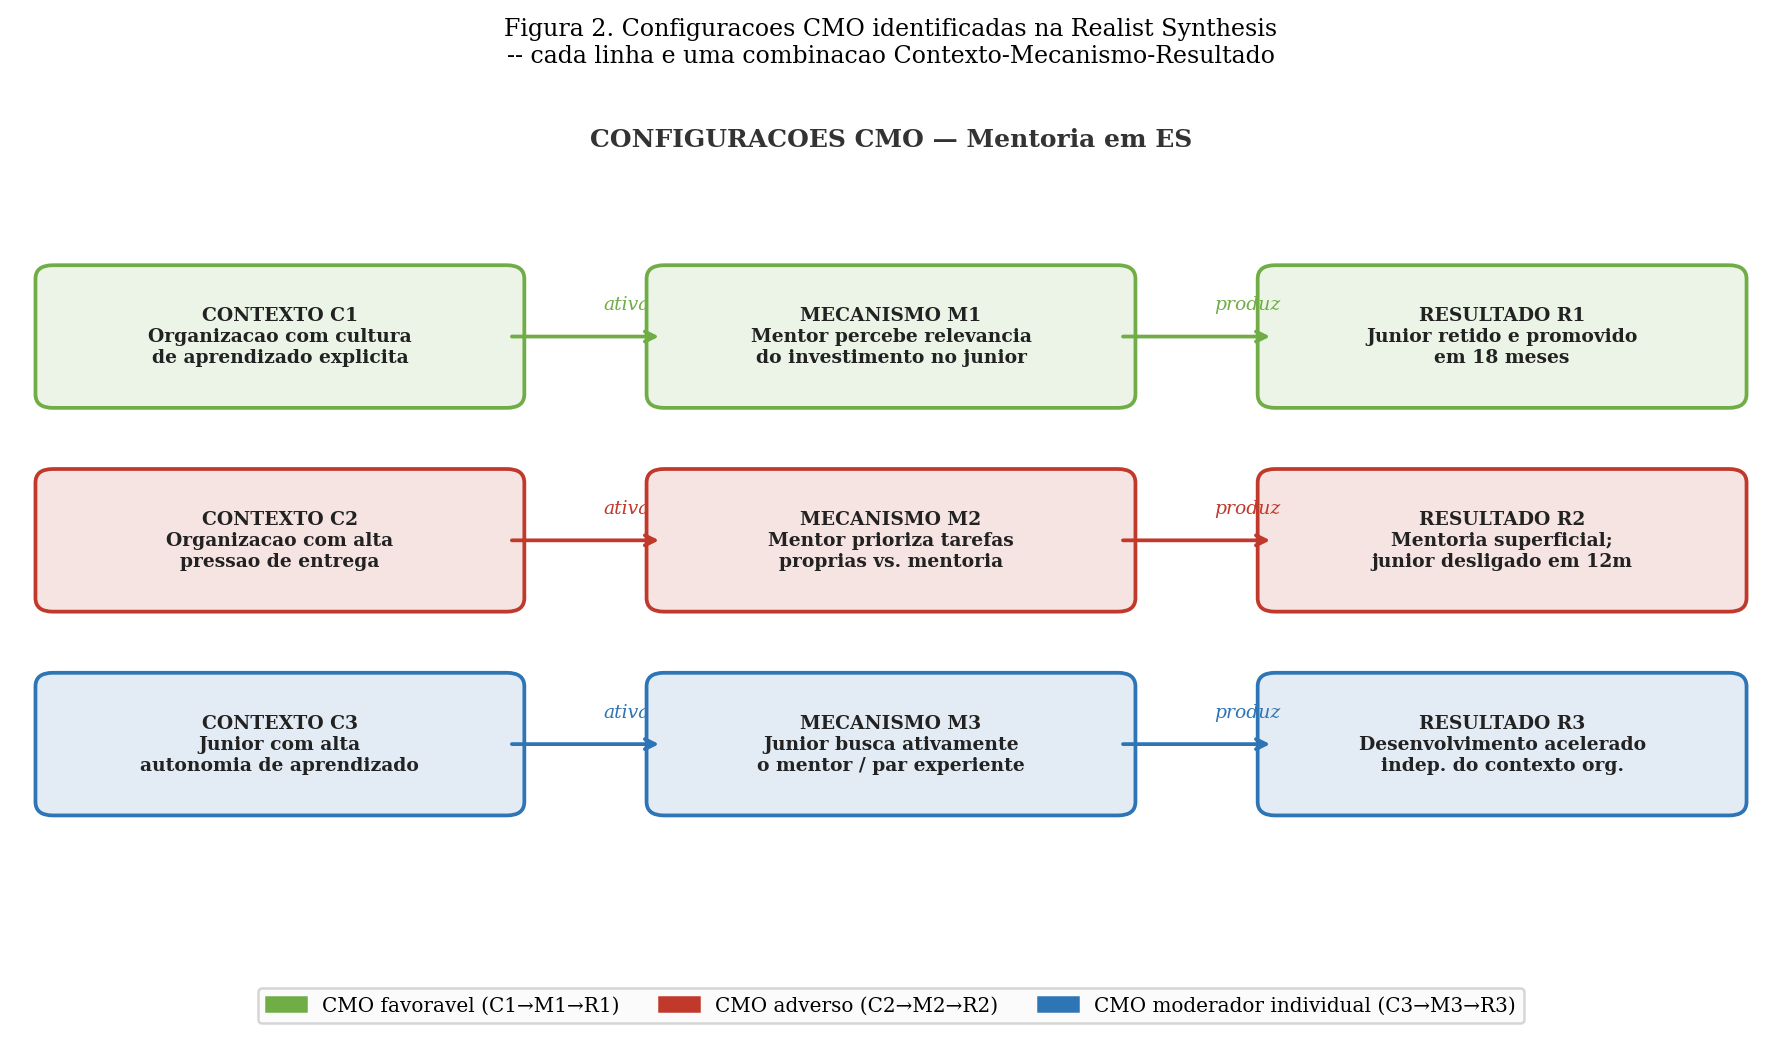 Figura 2. Configuracoes CMO identificadas na Realist Synthesis
-- cada linha e uma combinacao Contexto-Mecanismo-Resultado
CONFIGURACOES CMO — Mentoria em ES
CONTEXTO C1
Organizacao com cultura
de aprendizado explicita
ativa
MECANISMO M1
Mentor percebe relevancia
do investimento no junior
produz
RESULTADO R1
Junior retido e promovido
em 18 meses
CONTEXTO C2
Organizacao com alta
pressao de entrega
ativa
MECANISMO M2
Mentor prioriza tarefas
proprias vs. mentoria
produz
RESULTADO R2
Mentoria superficial;
junior desligado em 12m
CONTEXTO C3
Junior com alta
autonomia de aprendizado
ativa
MECANISMO M3
Junior busca ativamente
o mentor / par experiente
produz
RESULTADO R3
Desenvolvimento acelerado
indep. do contexto org.
CMO favoravel (C1→M1→R1)
CMO adverso (C2→M2→R2)
CMO moderador individual (C3→M3→R3)